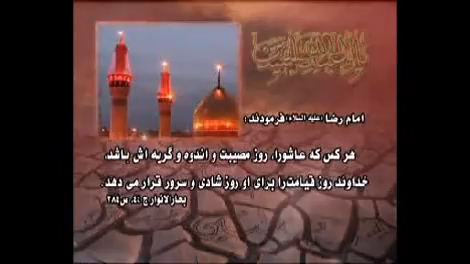 امام رضا (علیه السلام) فرمودند:
هر کس که عاشورا، روز مصیبت و اندوه و گریه اش باشد،
خداوند روز قیامت را برای او روز شادی و سرور قرار می دهد.
بحارالانوار ج ۴۴، ص ۲۸۴